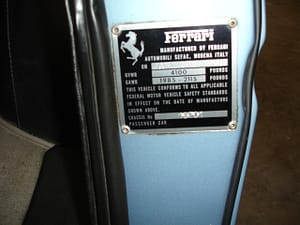 Ferrari
MANUFACTURED BY FERRARI
AUTOMOBILI SEFAC, MODENA ITALY
ON
GVWR 4100 POUNDS
GAWR 1985-2115 POUNDS
THIS VEHICLE CONFORMS TO ALL APPLICABLE
FEDERAL MOTOR VEHICLE SAFETY STANDARDS
IN EFFECT ON THE DATE OF MANUFACTURE
SHOWN ABOVE.
CHASSIS No
PASSENGER CAR